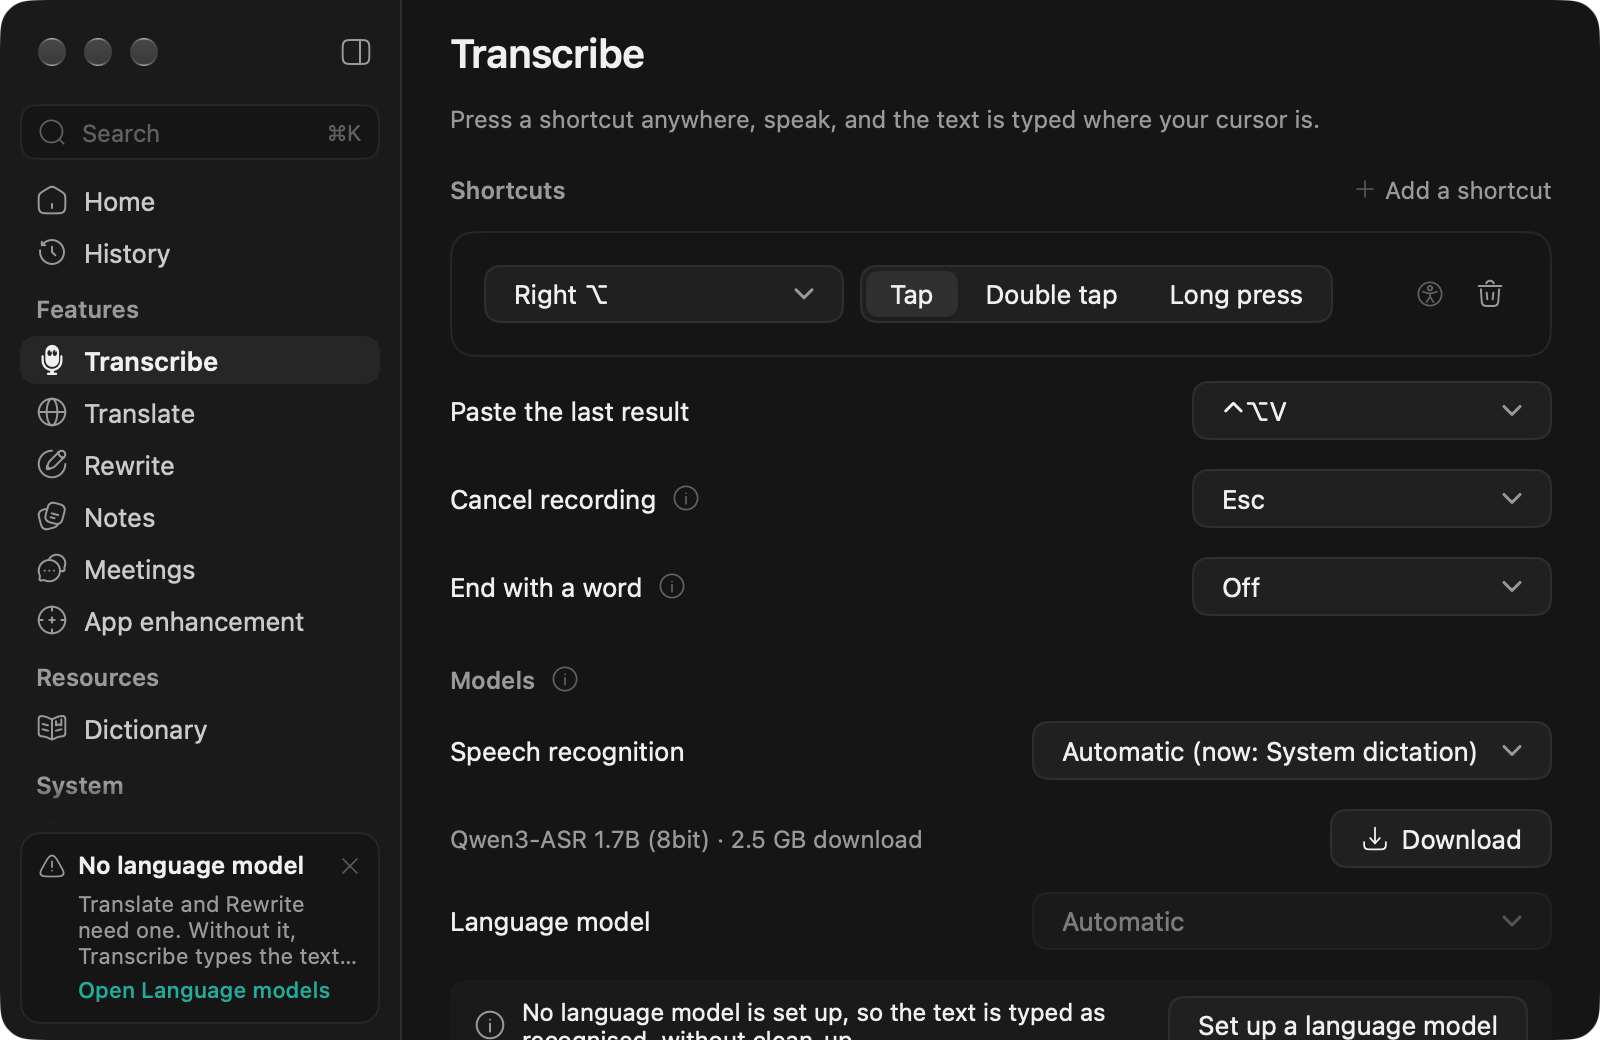 Search ⌘K
Home
History
Features
Transcribe
Translate
Rewrite
Notes
Meetings
App enhancement
Resources
Dictionary
System
No language model
Translate and Rewrite
need one. Without it,
Transcribe types the text...
Open Language models
Transcribe
Press a shortcut anywhere, speak, and the text is typed where your cursor is.
Shortcuts
+ Add a shortcut
Right ⌥
Tap Double tap Long press
Paste the last result
⌃⌥V
Cancel recording
Esc
End with a word
Off
Models
Speech recognition
Automatic (now: System dictation)
Qwen3-ASR 1.7B (8bit) · 2.5 GB download
Download
Language model
Automatic
No language model is set up, so the text is typed as
recognised, without clean-up
Set up a language model